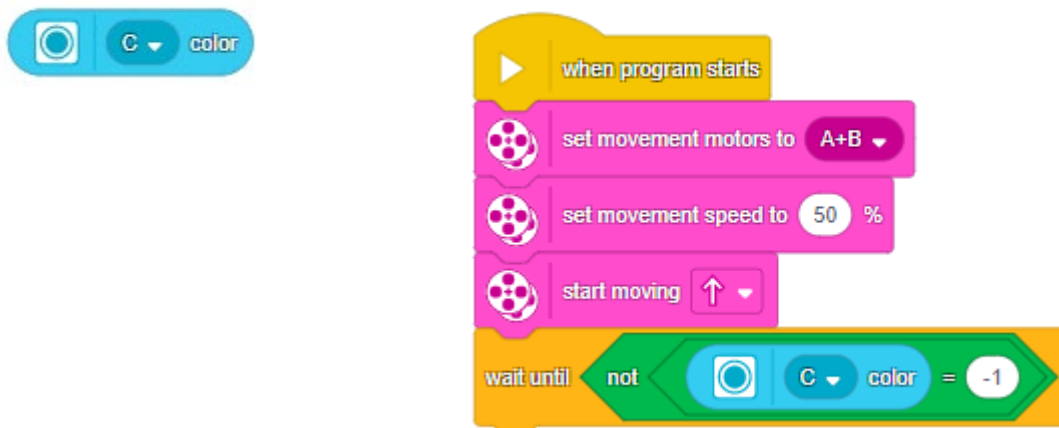 C color
when program starts
set movement motors to A+B
set movement speed to 50 %
start moving
wait until not C color = -1